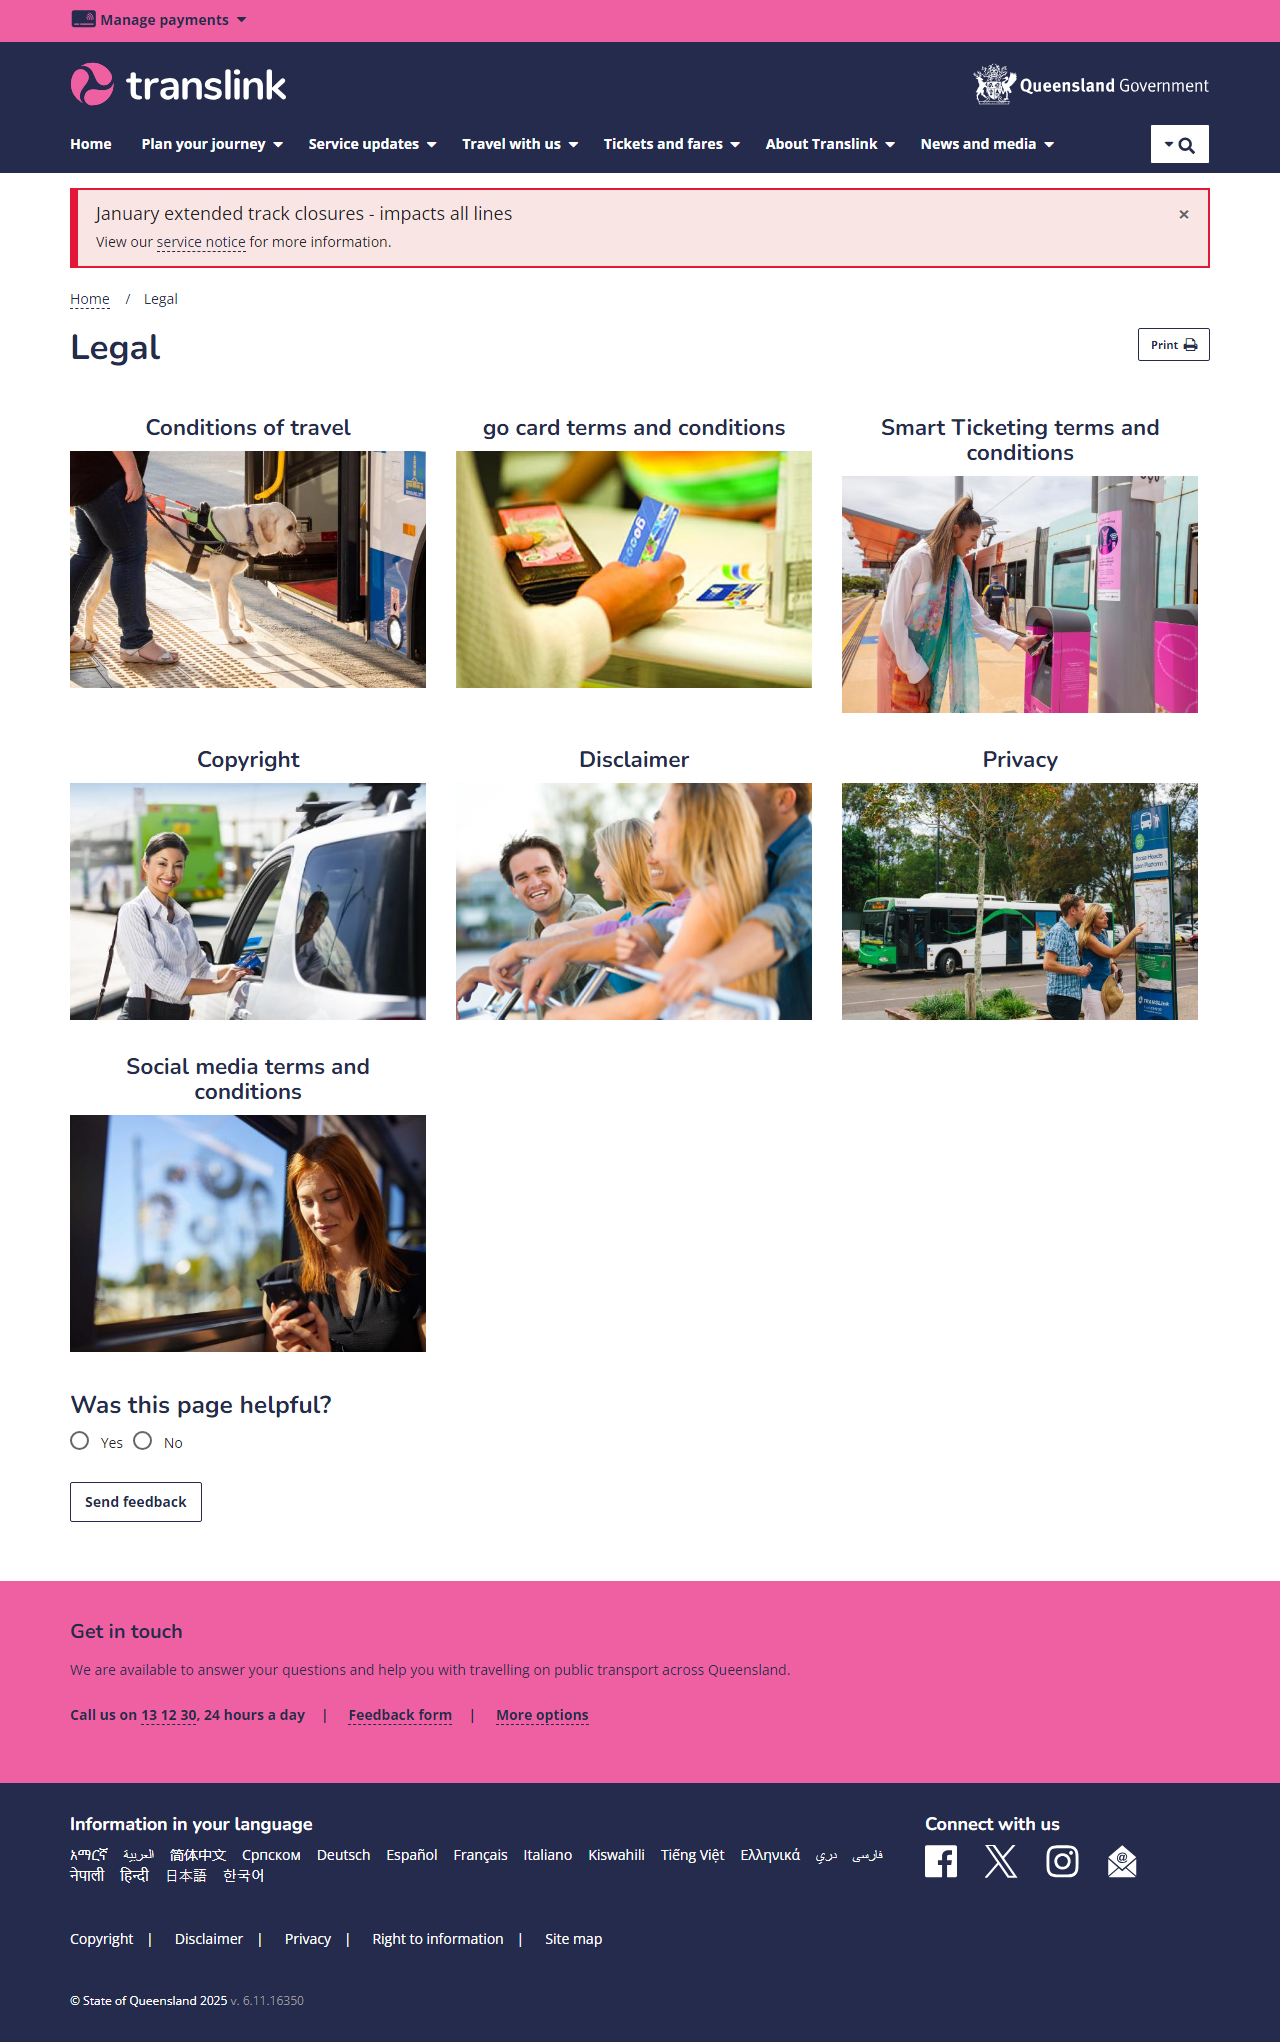 Manage payments
translink
Queensland Government
Home Plan your journey Service updates Travel with us Tickets and fares About Translink News and media
January extended track closures - impacts all lines
×
View our service notice for more information.
Home / Legal
Legal
Print
Conditions of travel
go card terms and conditions
Smart Ticketing terms and
conditions
go
Copyright
Disclaimer
Privacy
TRANSLink
Social media terms and
conditions
Was this page helpful?
Yes No
Send feedback
Get in touch
We are available to answer your questions and help you with travelling on public transport across Queensland.
Call us on 13 12 30, 24 hours a day | Feedback form | More options
Information in your language
Connect with us
አማርኛ العربية 简体中文 Српском Deutsch Español Français Italiano Kiswahili Tiếng Việt Ελληνικά دري فارسی
नेपाली हिन्दी 日本語 한국어
Copyright | Disclaimer | Privacy | Right to information | Site map
© State of Queensland 2025 v. 6.11.16350